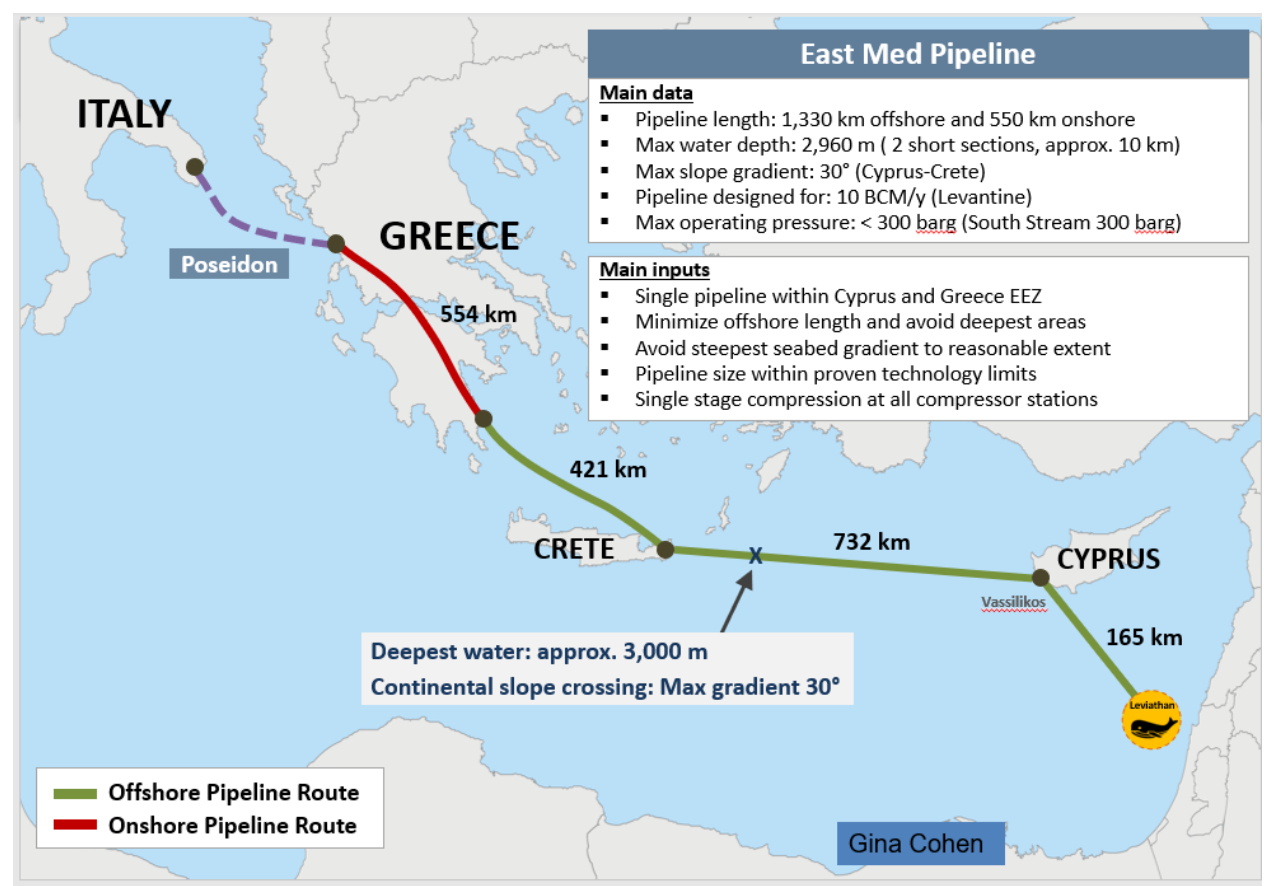 East Med Pipeline
Main data
▪ Pipeline length: 1,330 km offshore and 550 km onshore
▪ Max water depth: 2,960 m ( 2 short sections, approx. 10 km)
▪ Max slope gradient: 30° (Cyprus-Crete)
▪ Pipeline designed for: 10 BCM/y (Levantine)
▪ Max operating pressure: < 300 barg (South Stream 300 barg)
Main inputs
▪ Single pipeline within Cyprus and Greece EEZ
▪ Minimize offshore length and avoid deepest areas
▪ Avoid steepest seabed gradient to reasonable extent
▪ Pipeline size within proven technology limits
▪ Single stage compression at all compressor stations
ITALY
GREECE
Poseidon
554 km
421 km
CRETE
732 km
CYPRUS
Vassilikos
165 km
Deepest water: approx. 3,000 m
Continental slope crossing: Max gradient 30°
Leviathan
Offshore Pipeline Route
Onshore Pipeline Route
Gina Cohen